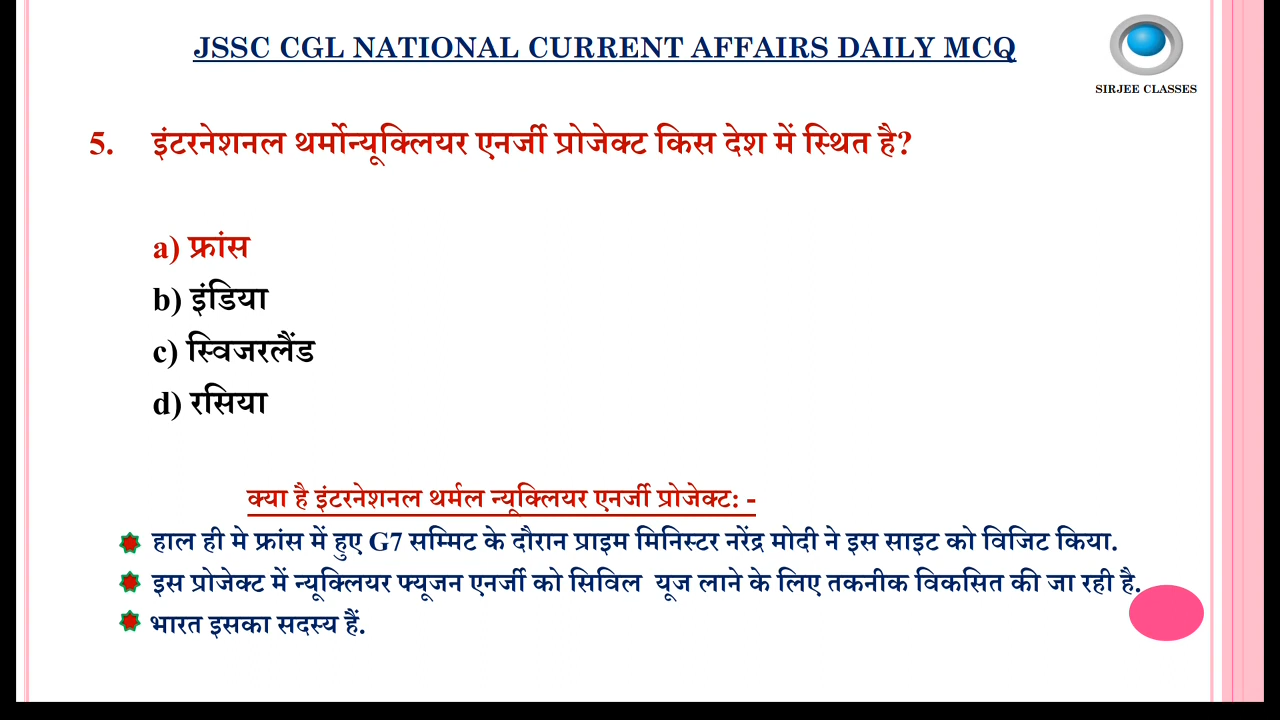 JSSC CGL NATIONAL CURRENT AFFAIRS DAILY MCQ
SIRJEE CLASSES
5. इंटरनेशनल थर्मोन्यूक्लियर एनर्जी प्रोजेक्ट किस देश में स्थित है?
a) फ्रांस
b) इंडिया
c) स्विजरलैंड
d) रसिया
क्या है इंटरनेशनल थर्मल न्यूक्लियर एनर्जी प्रोजेक्ट: -
हाल ही मे फ्रांस में हुए G7 सम्मिट के दौरान प्राइम मिनिस्टर नरेंद्र मोदी ने इस साइट को विजिट किया.
इस प्रोजेक्ट में न्यूक्लियर फ्यूजन एनर्जी को सिविल यूज लाने के लिए तकनीक विकसित की जा रही है.
भारत इसका सदस्य हैं.